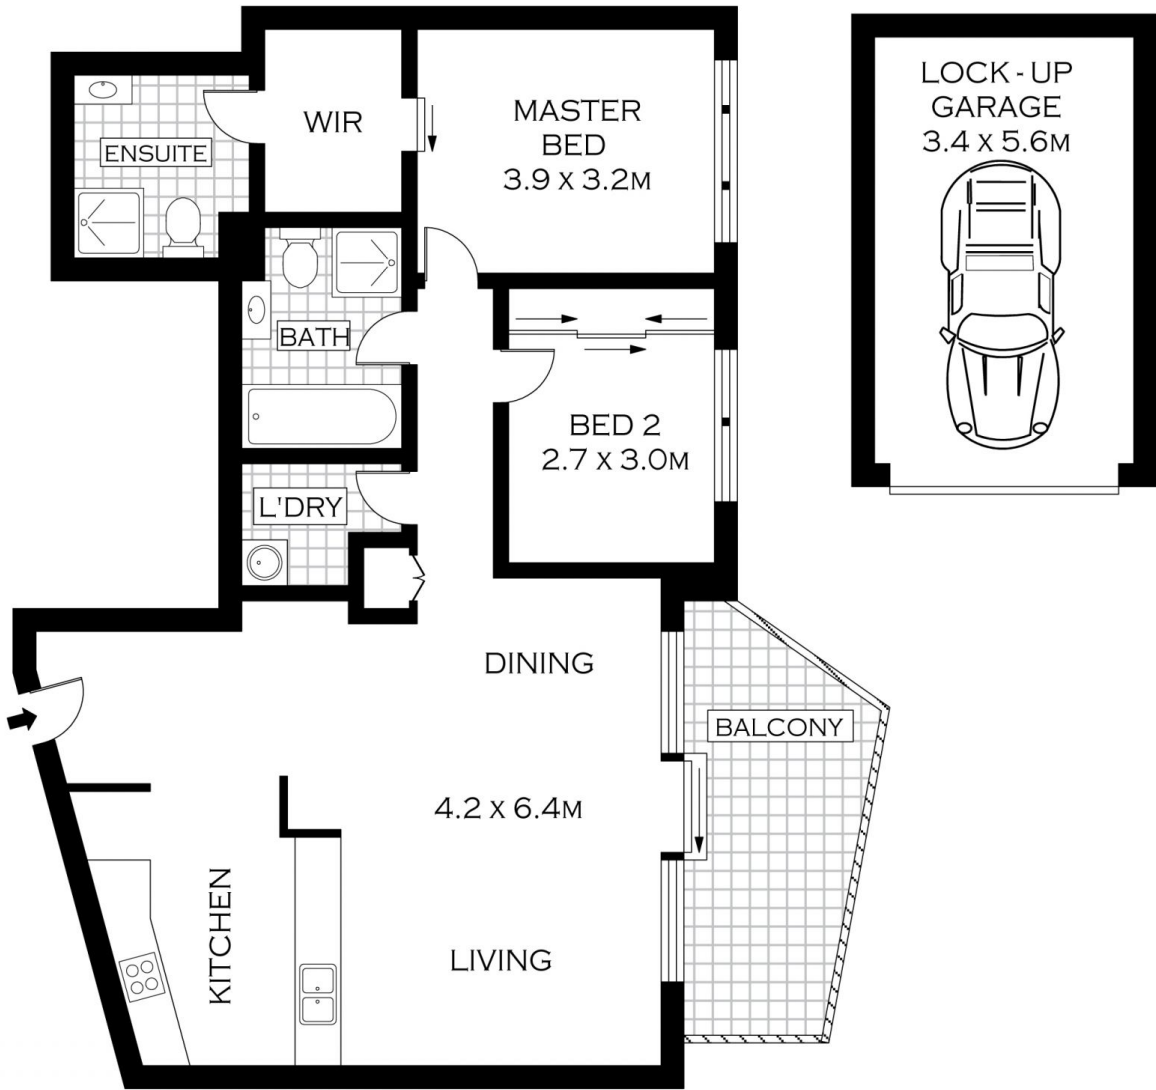 WIR
MASTER
BED
3.9 X 3.2M
ENSUITE
LOCK - UP
GARAGE
3.4 X 5.6M
BATH
BED 2
2.7 X 3.0M
L'DRY
DINING
BALCONY
4.2 X 6.4M
KITCHEN
LIVING